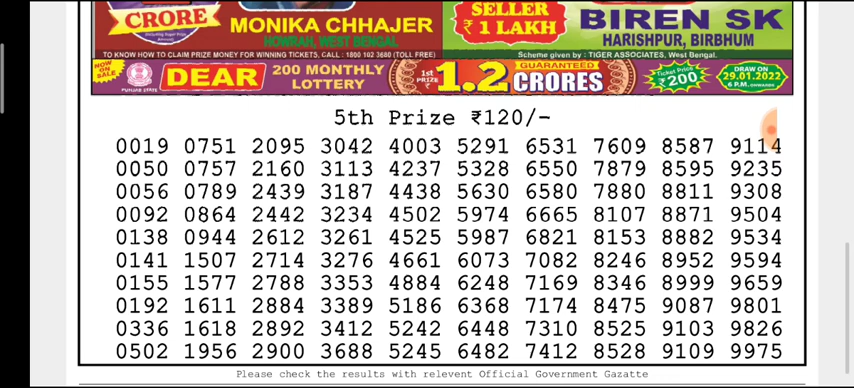 CRORE
MONIKA CHHAJER
HOWRAH, WEST BENGAL
SELLER
₹ 1 LAKH
BIREN SK
HARISHPUR, BIRBHUM
TO KNOW HOW TO CLAIM PRIZE MONEY FOR WINNING TICKETS, CALL : 1800 102 3680 (TOLL FREE)
Scheme given by : TIGER ASSOCIATES, West Bengal.
NOW ON SALE
PUNJAB STATE
DEAR
200 MONTHLY
LOTTERY
1st PRIZE ₹
GUARANTEED
1.2 CRORES
Ticket Price ₹200
DRAW ON
29.01.2022
6 P.M. ONWARDS
5th Prize ₹120/-
0019 0751 2095 3042 4003 5291 6531 7609 8587 9114
0050 0757 2160 3113 4237 5328 6550 7879 8595 9235
0056 0789 2439 3187 4438 5630 6580 7880 8811 9308
0092 0864 2442 3234 4502 5974 6665 8107 8871 9504
0138 0944 2612 3261 4525 5987 6821 8153 8882 9534
0141 1507 2714 3276 4661 6073 7082 8246 8952 9594
0155 1577 2788 3353 4884 6248 7169 8346 8999 9659
0192 1611 2884 3389 5186 6368 7174 8475 9087 9801
0336 1618 2892 3412 5242 6448 7310 8525 9103 9826
0502 1956 2900 3688 5245 6482 7412 8528 9109 9975
Please check the results with relevent Official Government Gazatte